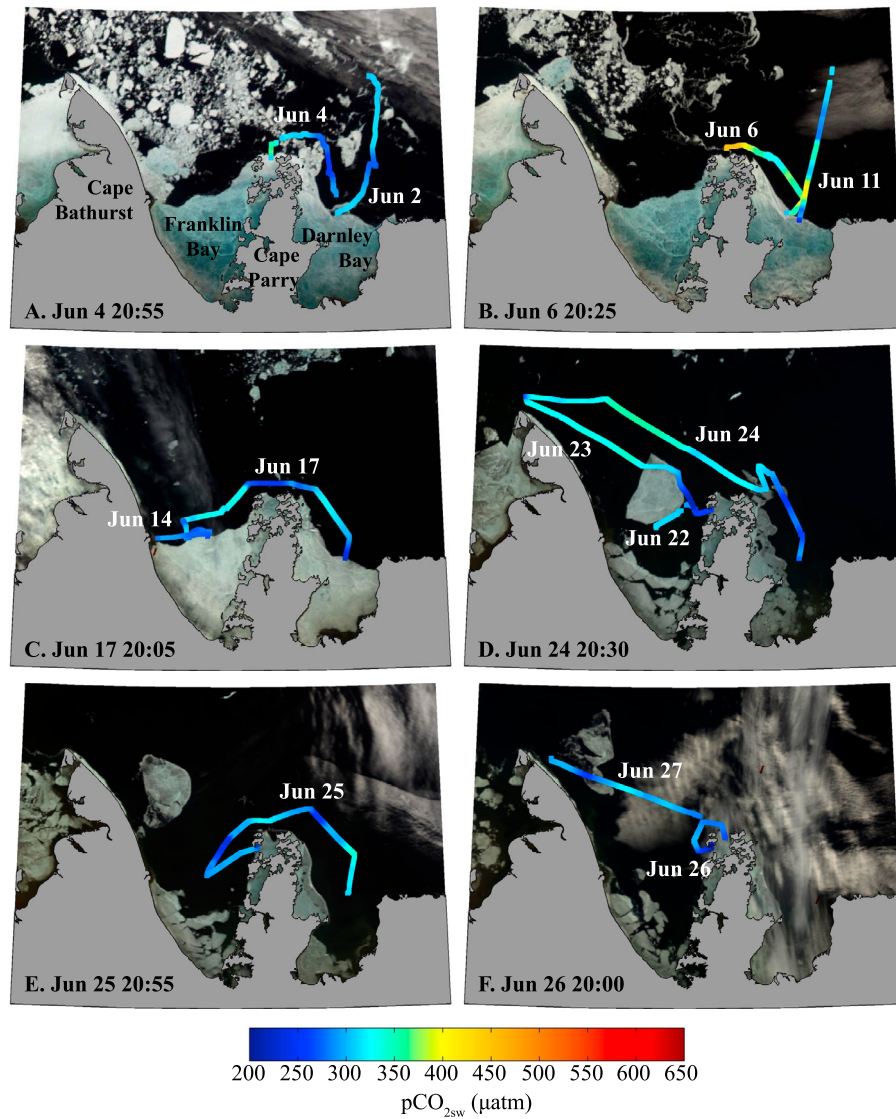 Jun 4
Jun 2
Cape
Bathurst
Franklin
Bay
Cape
Parry
Darnley
Bay
A. Jun 4 20:55
Jun 6
Jun 11
B. Jun 6 20:25
Jun 17
Jun 14
C. Jun 17 20:05
Jun 24
Jun 23
Jun 22
D. Jun 24 20:30
Jun 25
E. Jun 25 20:55
Jun 27
Jun 26
F. Jun 26 20:00
200 250 300 350 400 450 500 550 600 650
pCO2sw (µatm)